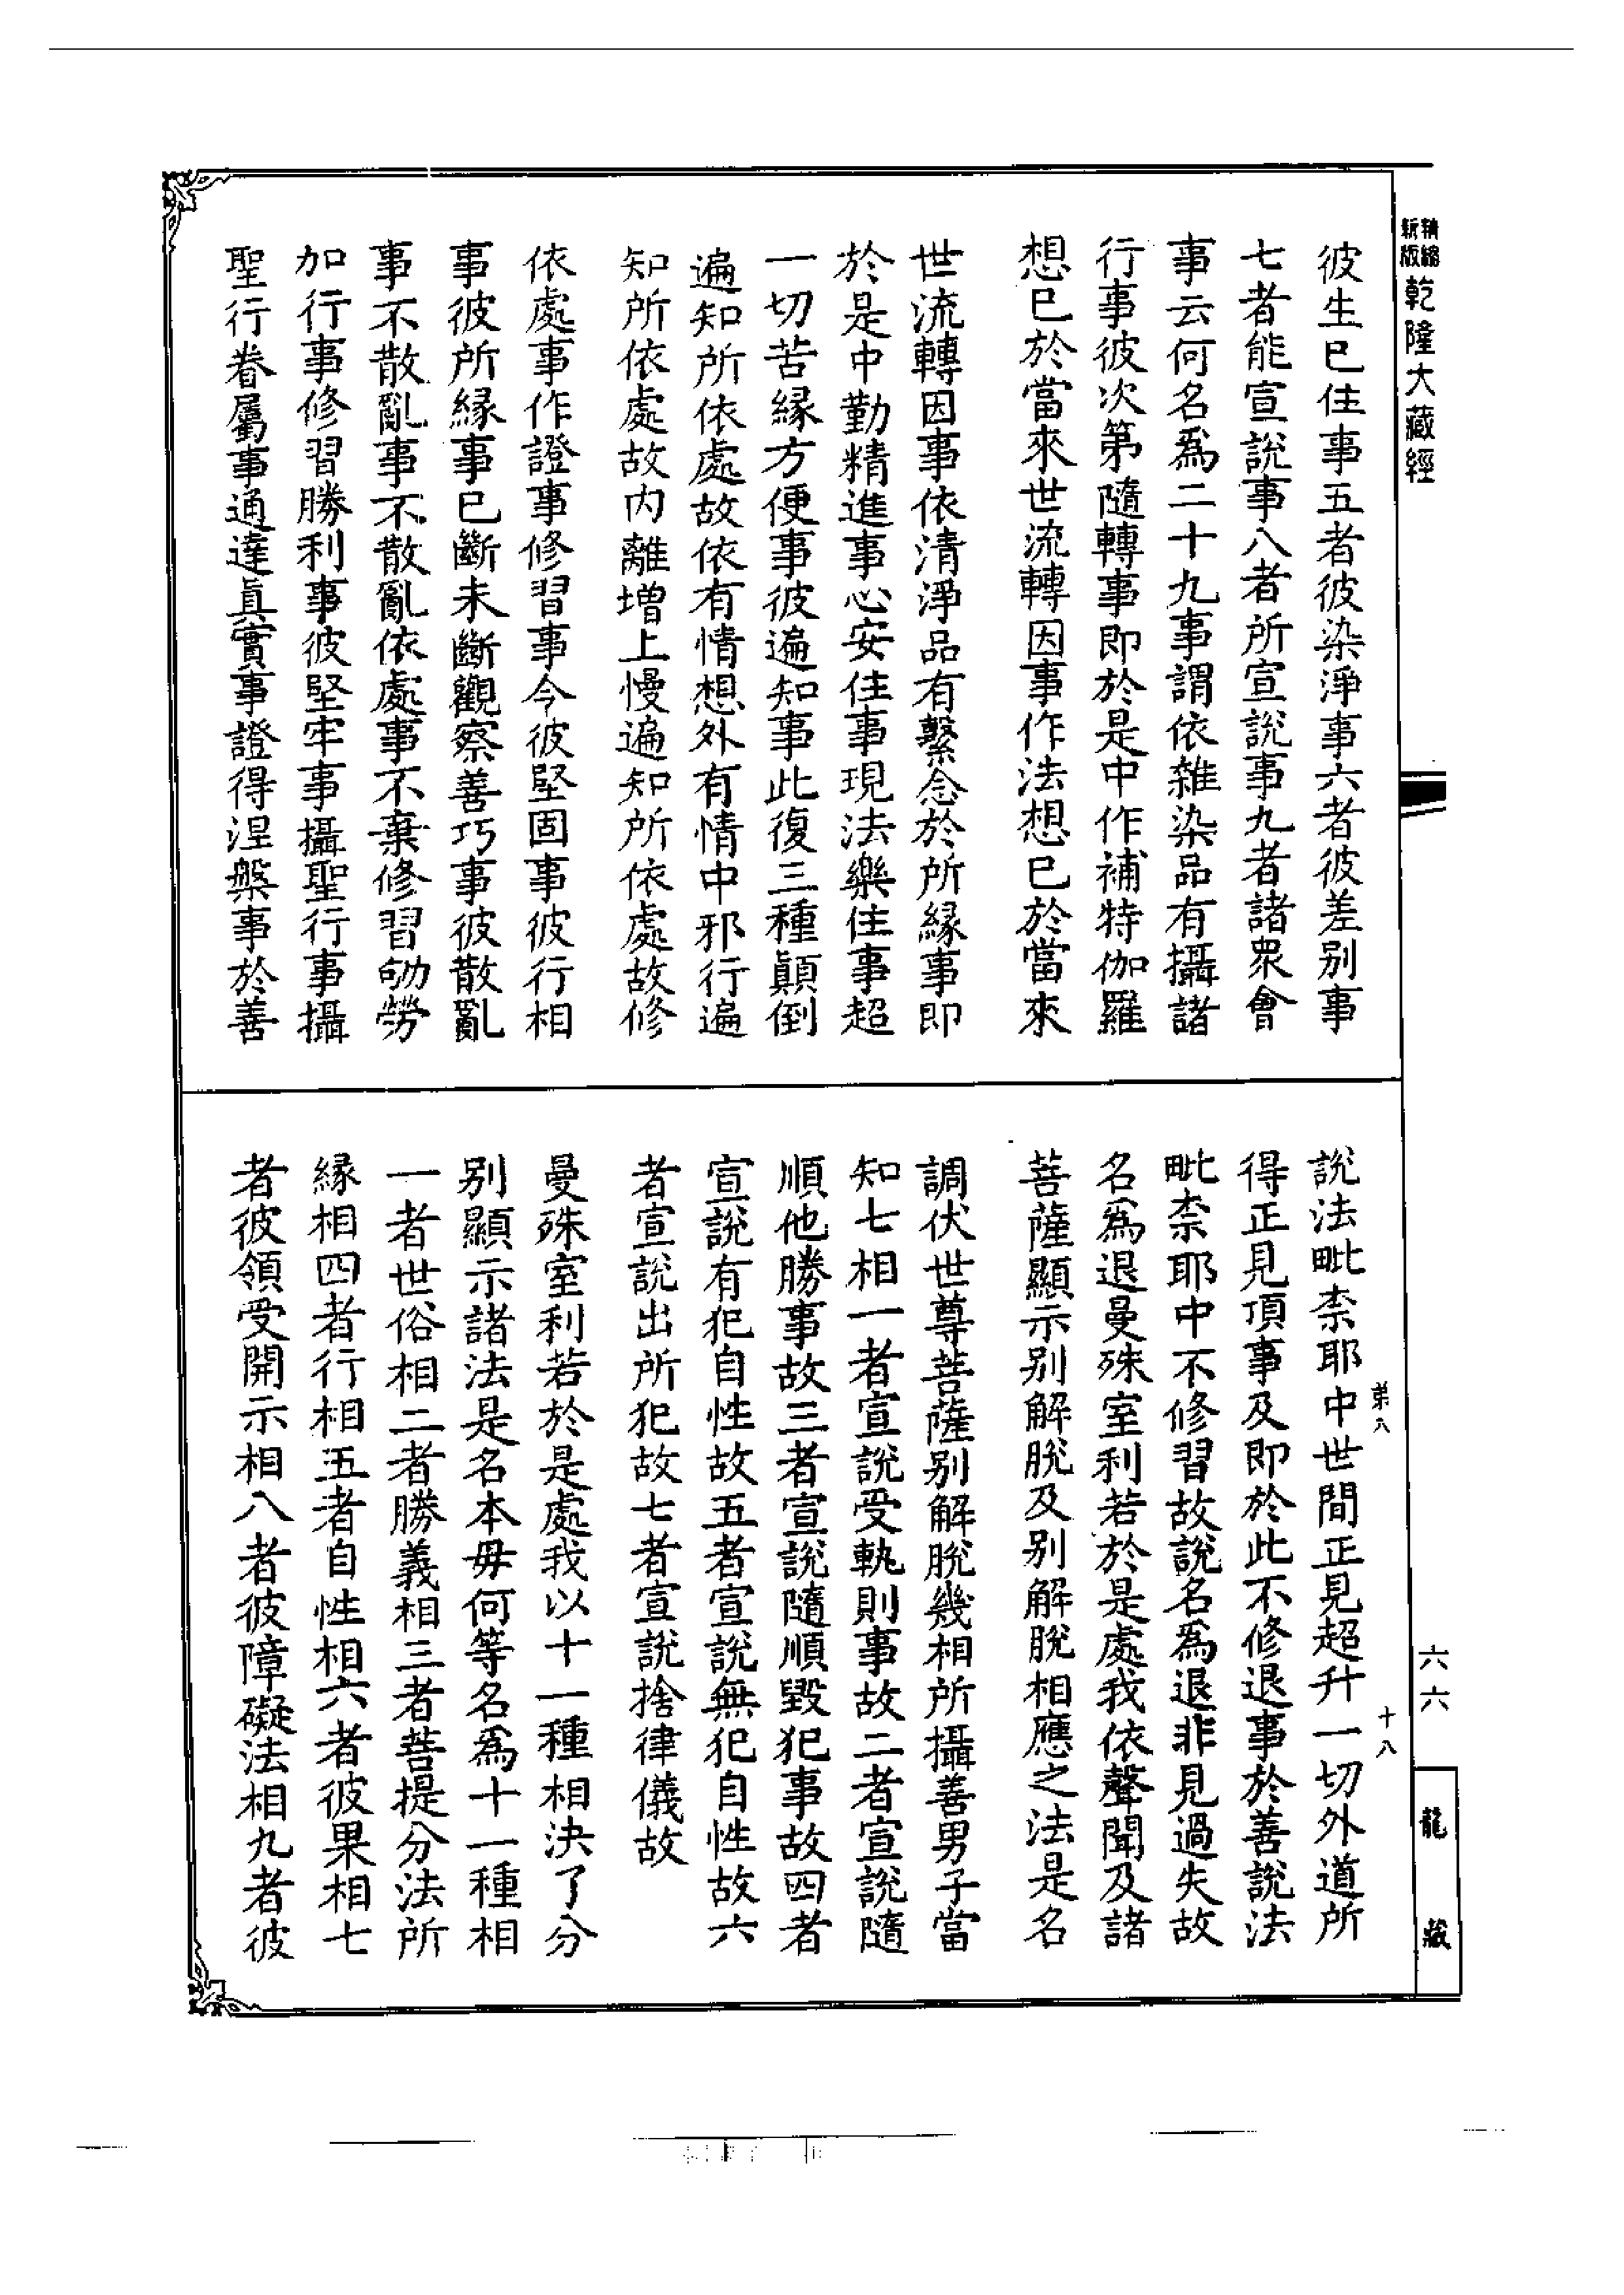 精縮
新版
乾隆大藏經
彼生已住事五者彼染淨事六者彼差别事
七者能宣說事八者所宣說事九者諸衆會
事云何名爲二十九事謂依雜染品有攝諸
行事彼次第隨轉事即於是中作補特伽羅
想已於當來世流轉因事作法想已於當來
世流轉因事依清淨品有繫念於所緣事即
於是中勤精進事心安住事現法樂住事超
一切苦緣方便事彼遍知事此復三種顛倒
遍知所依處故依有情想外有情中邪行遍
知所依處故内離增上慢遍知所依處故修
依處事作證事修習事令彼堅固事彼行相
事彼所緣事已斷未斷觀察善巧事彼散亂
事不散亂事不散亂依處事不棄修習劬勞
加行事修習勝利事彼堅牢事攝聖行事攝
聖行眷屬事通達眞實事證得涅槃事於善
說法毗柰耶中世間正見超升一切外道所
得正見頂事及即於此不修退事於善說法
毗柰耶中不修習故說名爲退非見過失故
名爲退曼殊室利若於是處我依聲聞及諸
菩薩顯示别解脫及别解脫相應之法是名
調伏世尊菩薩别解脫幾相所攝善男子當
知七相一者宣說受軌則事故二者宣說隨
順他勝事故三者宣說隨順毀犯事故四者
宣說有犯自性故五者宣說無犯自性故六
者宣說出所犯故七者宣說捨律儀故
曼殊室利若於是處我以十一種相決了分
别顯示諸法是名本母何等名爲十一種相
一者世俗相二者勝義相三者菩提分法所
緣相四者行相五者自性相六者彼果相七
者彼領受開示相八者彼障礙法相九者彼
弟八
十八
六六
龍藏